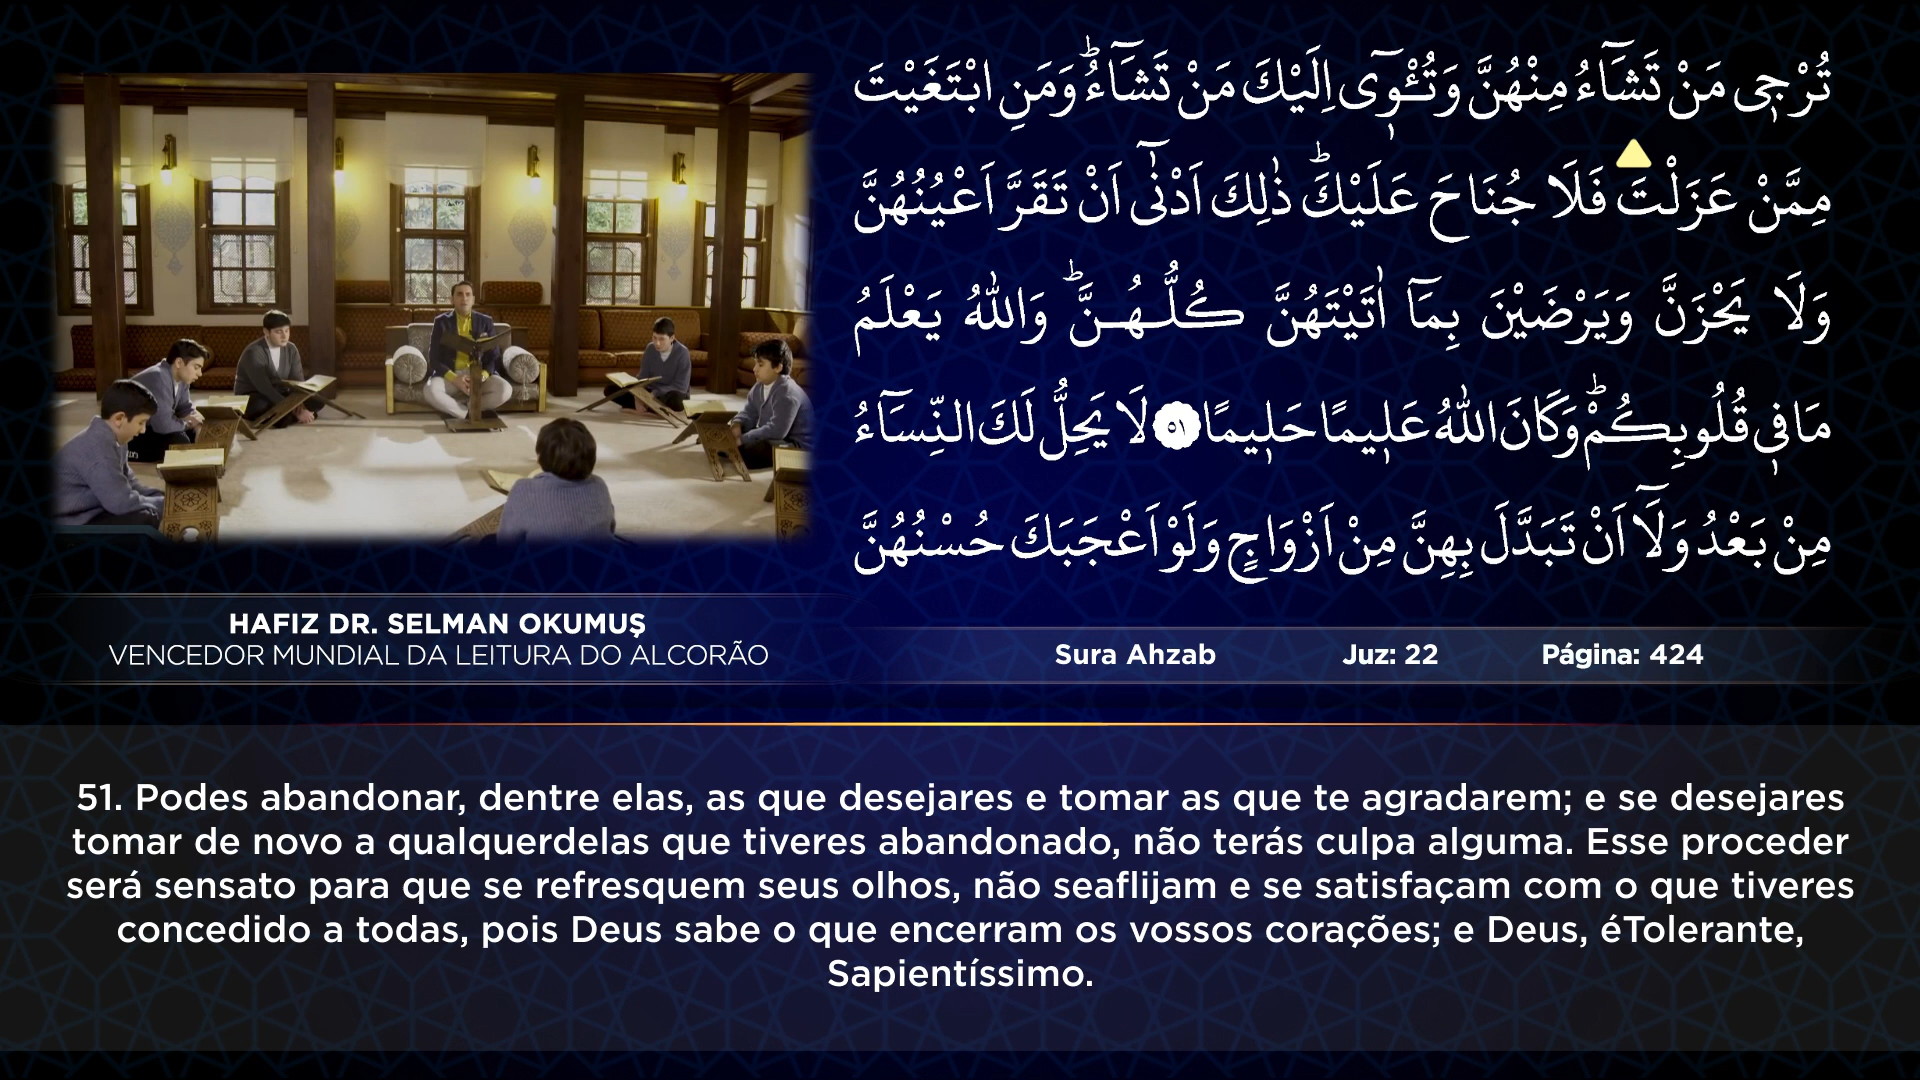 تُرْج۪ي مَنْ تَشَٓاءُ مِنْهُنَّ وَتُـْٔو۪ٓي اِلَيْكَ مَنْ تَشَٓاءُۜ وَمَنِ ابْتَغَيْتَ
مِمَّنْ عَزَلْتَ فَلَا جُنَاحَ عَلَيْكَۜ ذٰلِكَ اَدْنٰٓى اَنْ تَقَرَّ اَعْيُنُهُنَّ
وَلَا يَحْزَنَّ وَيَرْضَيْنَ بِمَٓا اٰتَيْتَهُنَّ كُلُّهُنَّۜ وَاللّٰهُ يَعْلَمُ
مَا ف۪ي قُلُوبِكُمْۜ وَكَانَ اللّٰهُ عَل۪يمًا حَل۪يمًا ٥١ لَا يَحِلُّ لَكَ النِّسَٓاءُ
مِنْ بَعْدُ وَلَٓا اَنْ تَبَدَّلَ بِهِنَّ مِنْ اَزْوَاجٍ وَلَوْ اَعْجَبَكَ حُسْنُهُنَّ
HAFIZ DR. SELMAN OKUMUŞ
VENCEDOR MUNDIAL DA LEITURA DO ALCORÃO
Sura Ahzab Juz: 22 Página: 424
51. Podes abandonar, dentre elas, as que desejares e tomar as que te agradarem; e se desejares
tomar de novo a qualquerdelas que tiveres abandonado, não terás culpa alguma. Esse proceder
será sensato para que se refresquem seus olhos, não seaflijam e se satisfaçam com o que tiveres
concedido a todas, pois Deus sabe o que encerram os vossos corações; e Deus, éTolerante,
Sapientíssimo.